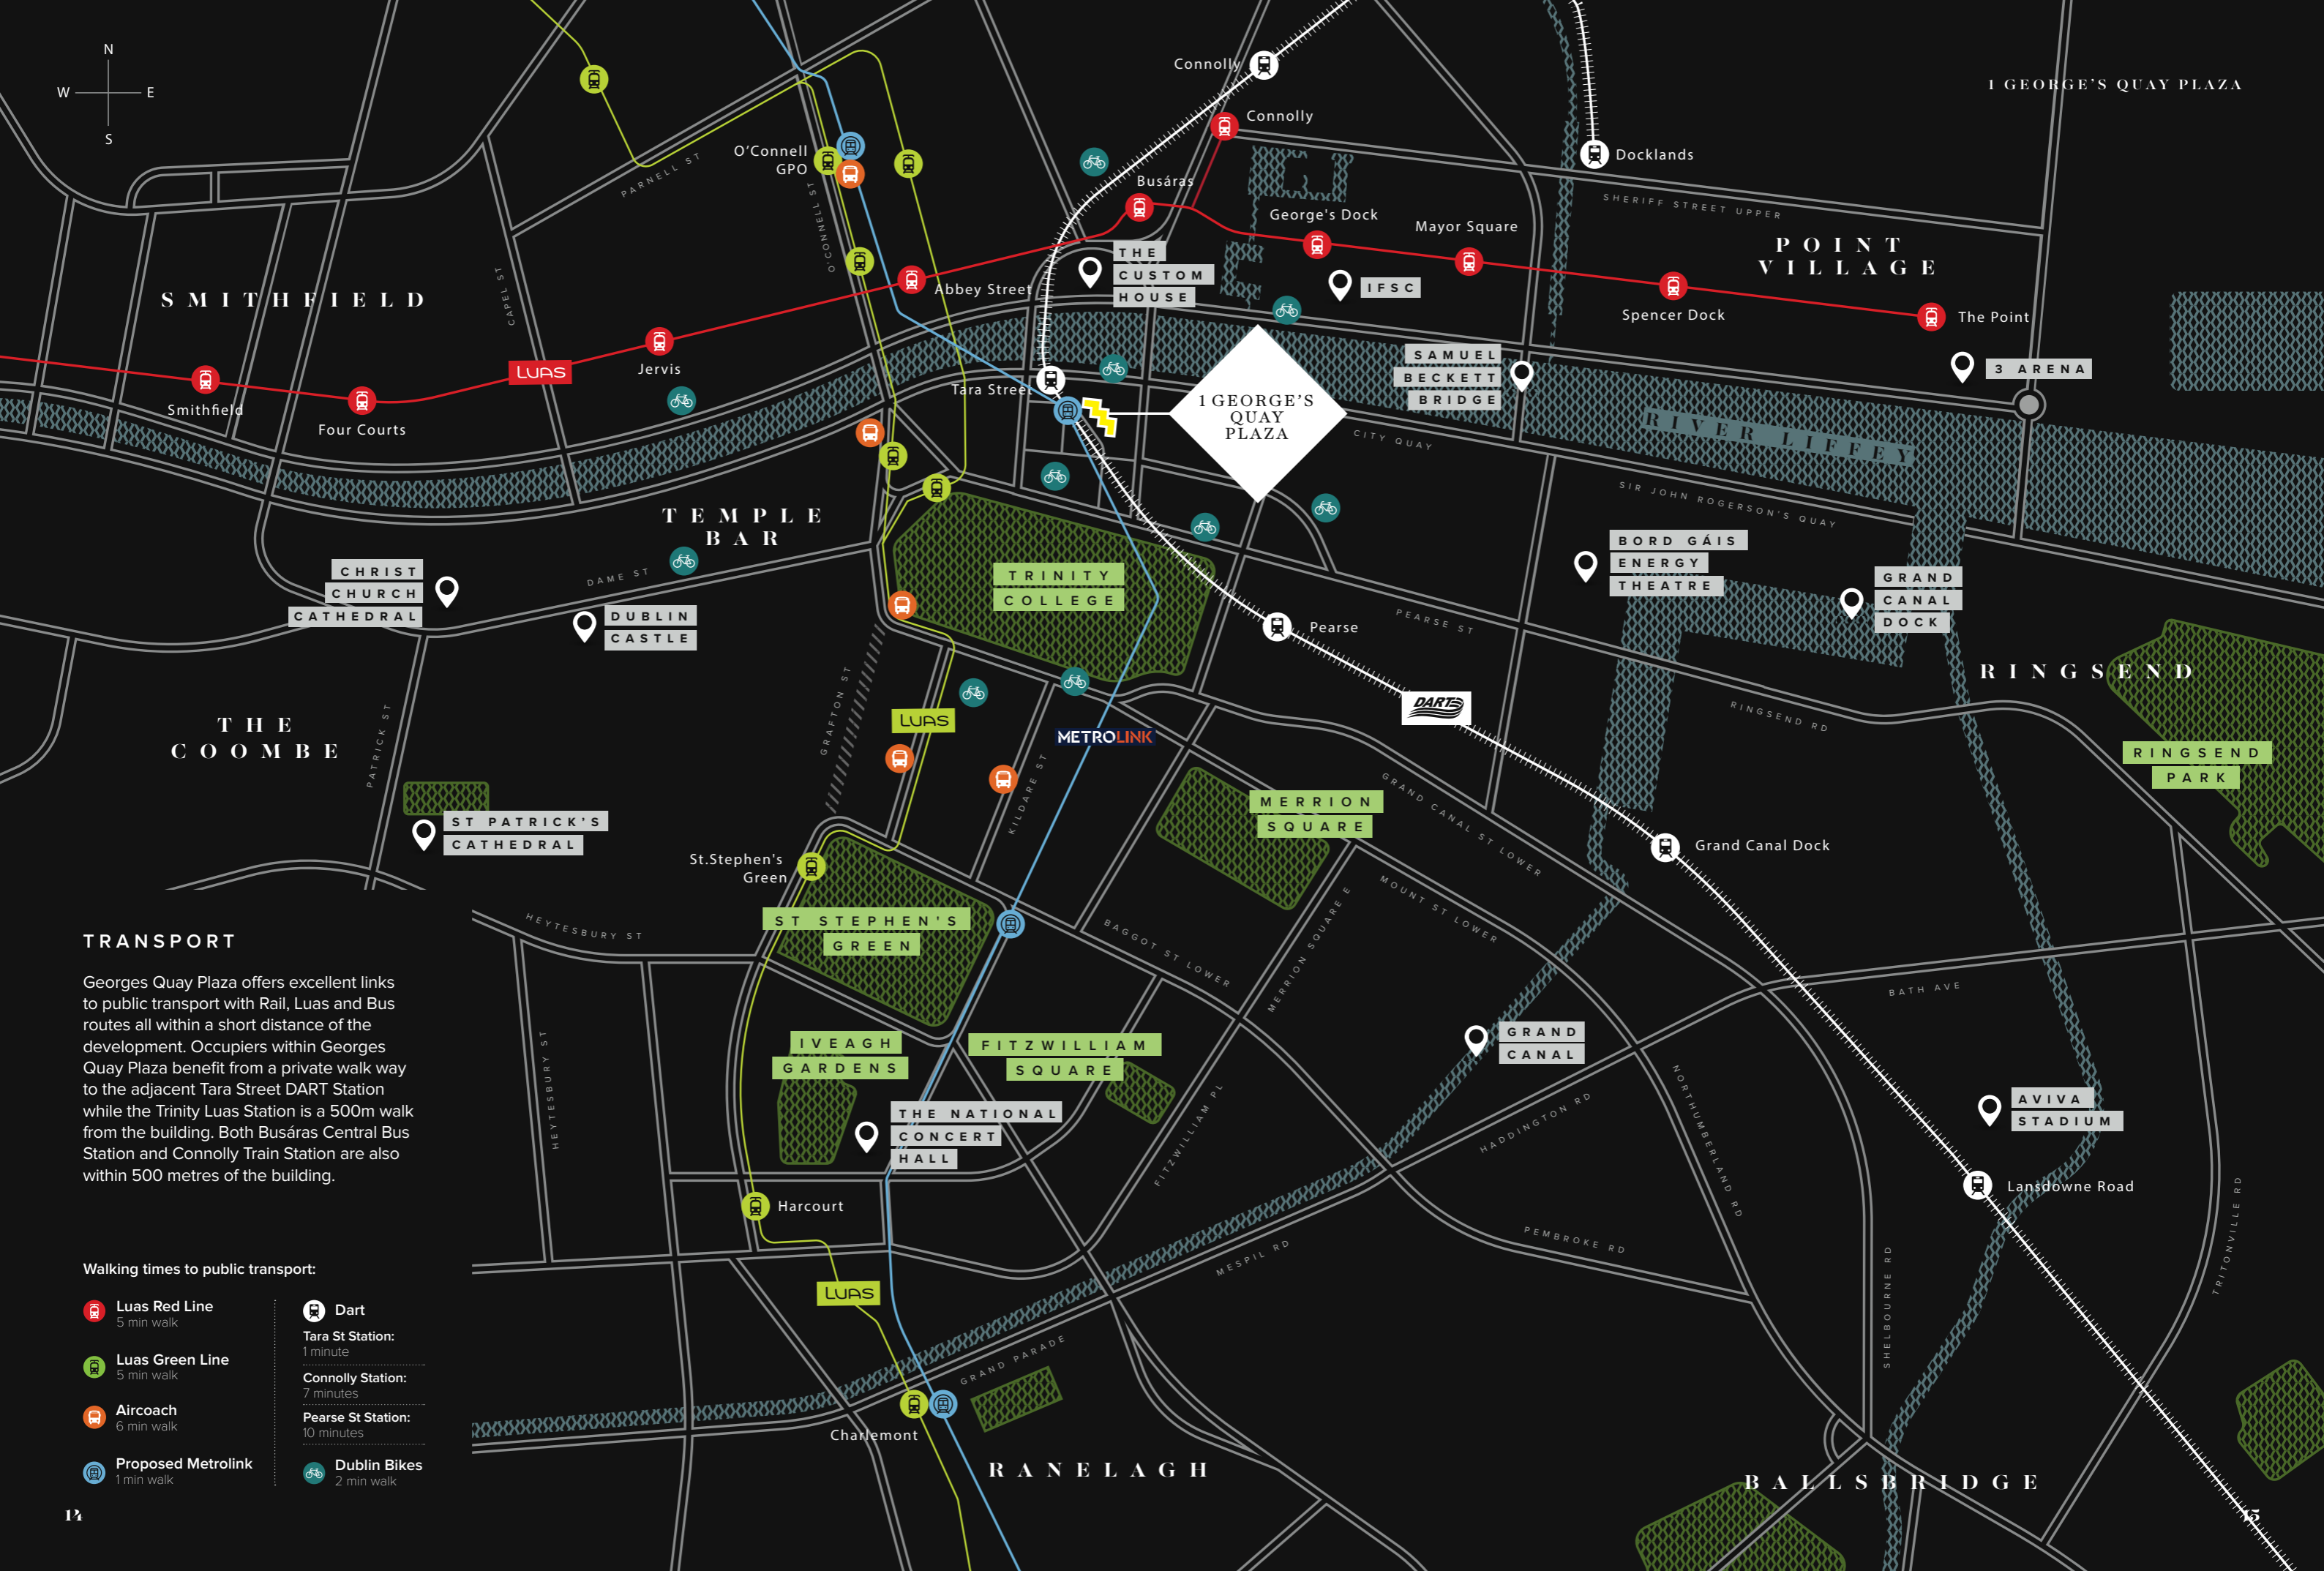 N
W E
S
1 GEORGE'S QUAY PLAZA
Connolly
Connolly
Docklands
O'Connell
GPO
PARNELL ST
O'CONNELL ST
CAPEL ST
Busáras
George's Dock
Mayor Square
SHERIFF STREET UPPER
POINT
VILLAGE
SMITHFIELD
THE
CUSTOM
HOUSE
IFSC
Abbey Street
Spencer Dock
The Point
Jervis
LUAS
Smithfield
Four Courts
Tara Street
1 GEORGE'S
QUAY
PLAZA
SAMUEL
BECKETT
BRIDGE
3 ARENA
RIVER LIFFEY
CITY QUAY
SIR JOHN ROGERSON'S QUAY
TEMPLE
BAR
DAME ST
CHRIST
CHURCH
CATHEDRAL
DUBLIN
CASTLE
TRINITY
COLLEGE
Pearse
PEARSE ST
BORD GÁIS
ENERGY
THEATRE
GRAND
CANAL
DOCK
RINGSEND
RINGSEND RD
RINGSEND
PARK
THE
COOMBE
PATRICK ST
GRAFTON ST
LUAS
METROLINK
DART
KILDARE ST
ST PATRICK'S
CATHEDRAL
MERRION
SQUARE
GRAND CANAL ST LOWER
Grand Canal Dock
St.Stephen's
Green
ST STEPHEN'S
GREEN
HEYTESBURY ST
BAGGOT ST LOWER
MERRION SQUARE E
MOUNT ST LOWER
BATH AVE
HEYTESBURY ST
IVEAGH
GARDENS
FITZWILLIAM
SQUARE
GRAND
CANAL
THE NATIONAL
CONCERT
HALL
FITZWILLIAM PL
HADDINGTON RD
NORTHUMBERLAND RD
AVIVA
STADIUM
Lansdowne Road
Harcourt
MESPIL RD
PEMBROKE RD
SHELBOURNE RD
TRITONVILLE RD
LUAS
GRAND PARADE
Charlemont
RANELAGH
BALLSBRIDGE
TRANSPORT
Georges Quay Plaza offers excellent links
to public transport with Rail, Luas and Bus
routes all within a short distance of the
development. Occupiers within Georges
Quay Plaza benefit from a private walk way
to the adjacent Tara Street DART Station
while the Trinity Luas Station is a 500m walk
from the building. Both Busáras Central Bus
Station and Connolly Train Station are also
within 500 metres of the building.
Walking times to public transport:
Luas Red Line
5 min walk
Luas Green Line
5 min walk
Aircoach
6 min walk
Proposed Metrolink
1 min walk
Dart
Tara St Station:
1 minute
Connolly Station:
7 minutes
Pearse St Station:
10 minutes
Dublin Bikes
2 min walk
14
15